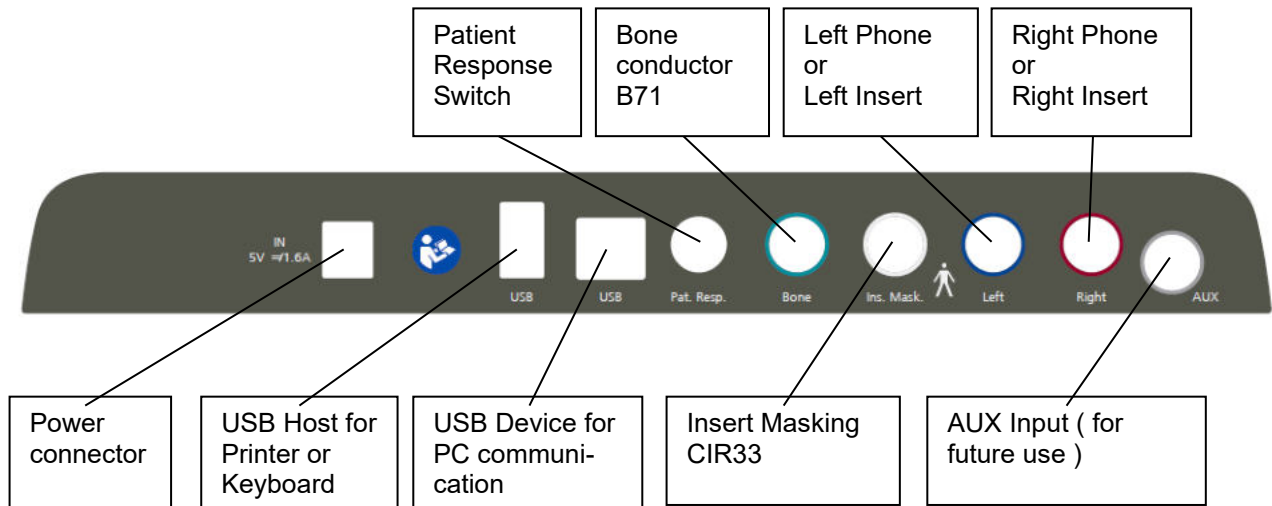 Patient
Response
Switch
Bone
conductor
B71
Left Phone
or
Left Insert
Right Phone
or
Right Insert
IN
5V ⎓/1.6A
USB
USB
Pat. Resp.
Bone
Ins. Mask.
Left
Right
AUX
Power
connector
USB Host for
Printer or
Keyboard
USB Device for
PC communi-
cation
Insert Masking
CIR33
AUX Input ( for
future use )